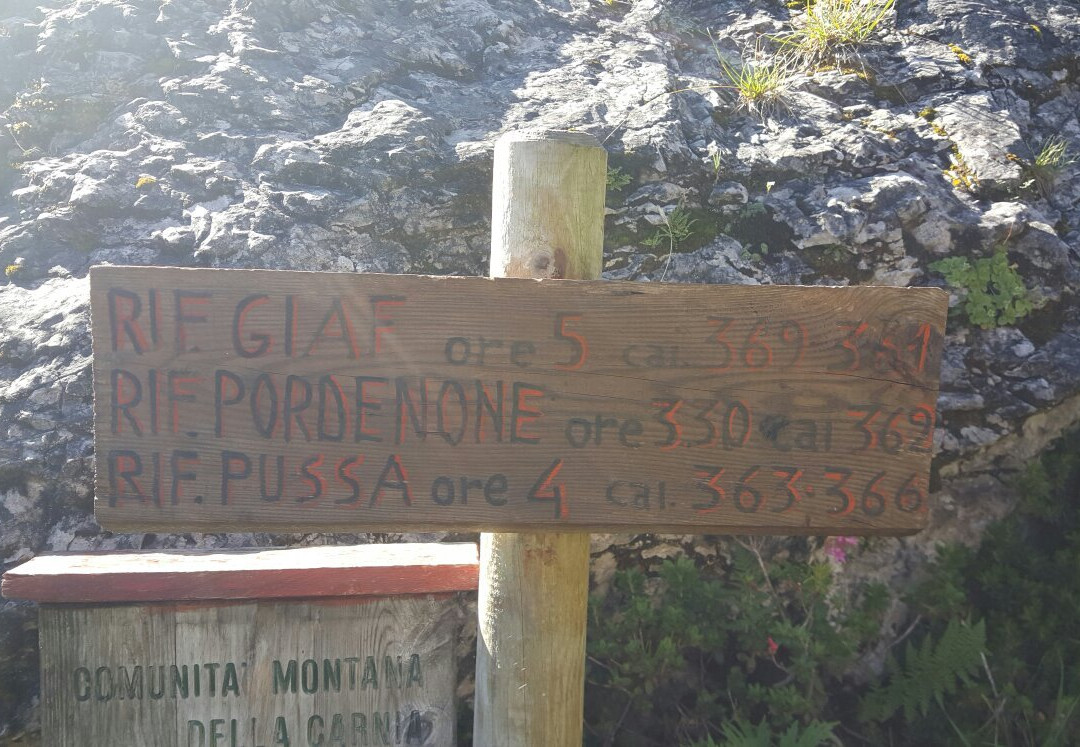 RIF. GIAF ore 5 cai. 369-361
RIF. PORDENONE ore 3.30 cai 362
RIF. PUSSA ore 4 cai. 363-366
COMUNITA' MONTANA
DELLA CARNIA